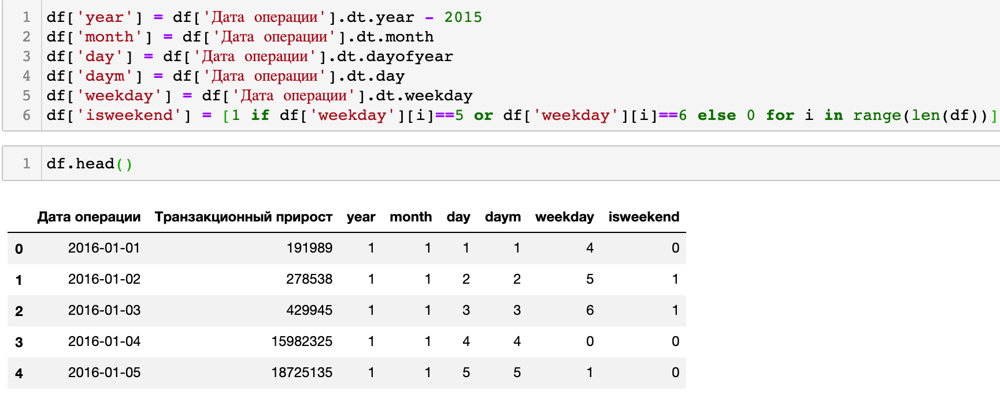 1 df['year'] = df['Дата операции'].dt.year - 2015
2 df['month'] = df['Дата операции'].dt.month
3 df['day'] = df['Дата операции'].dt.dayofyear
4 df['daym'] = df['Дата операции'].dt.day
5 df['weekday'] = df['Дата операции'].dt.weekday
6 df['isweekend'] = [1 if df['weekday'][i]==5 or df['weekday'][i]==6 else 0 for i in range(len(df))]
1 df.head()
Дата операции Транзакционный прирост year month day daym weekday isweekend
0 2016-01-01 191989 1 1 1 1 4 0
1 2016-01-02 278538 1 1 2 2 5 1
2 2016-01-03 429945 1 1 3 3 6 1
3 2016-01-04 15982325 1 1 4 4 0 0
4 2016-01-05 18725135 1 1 5 5 1 0